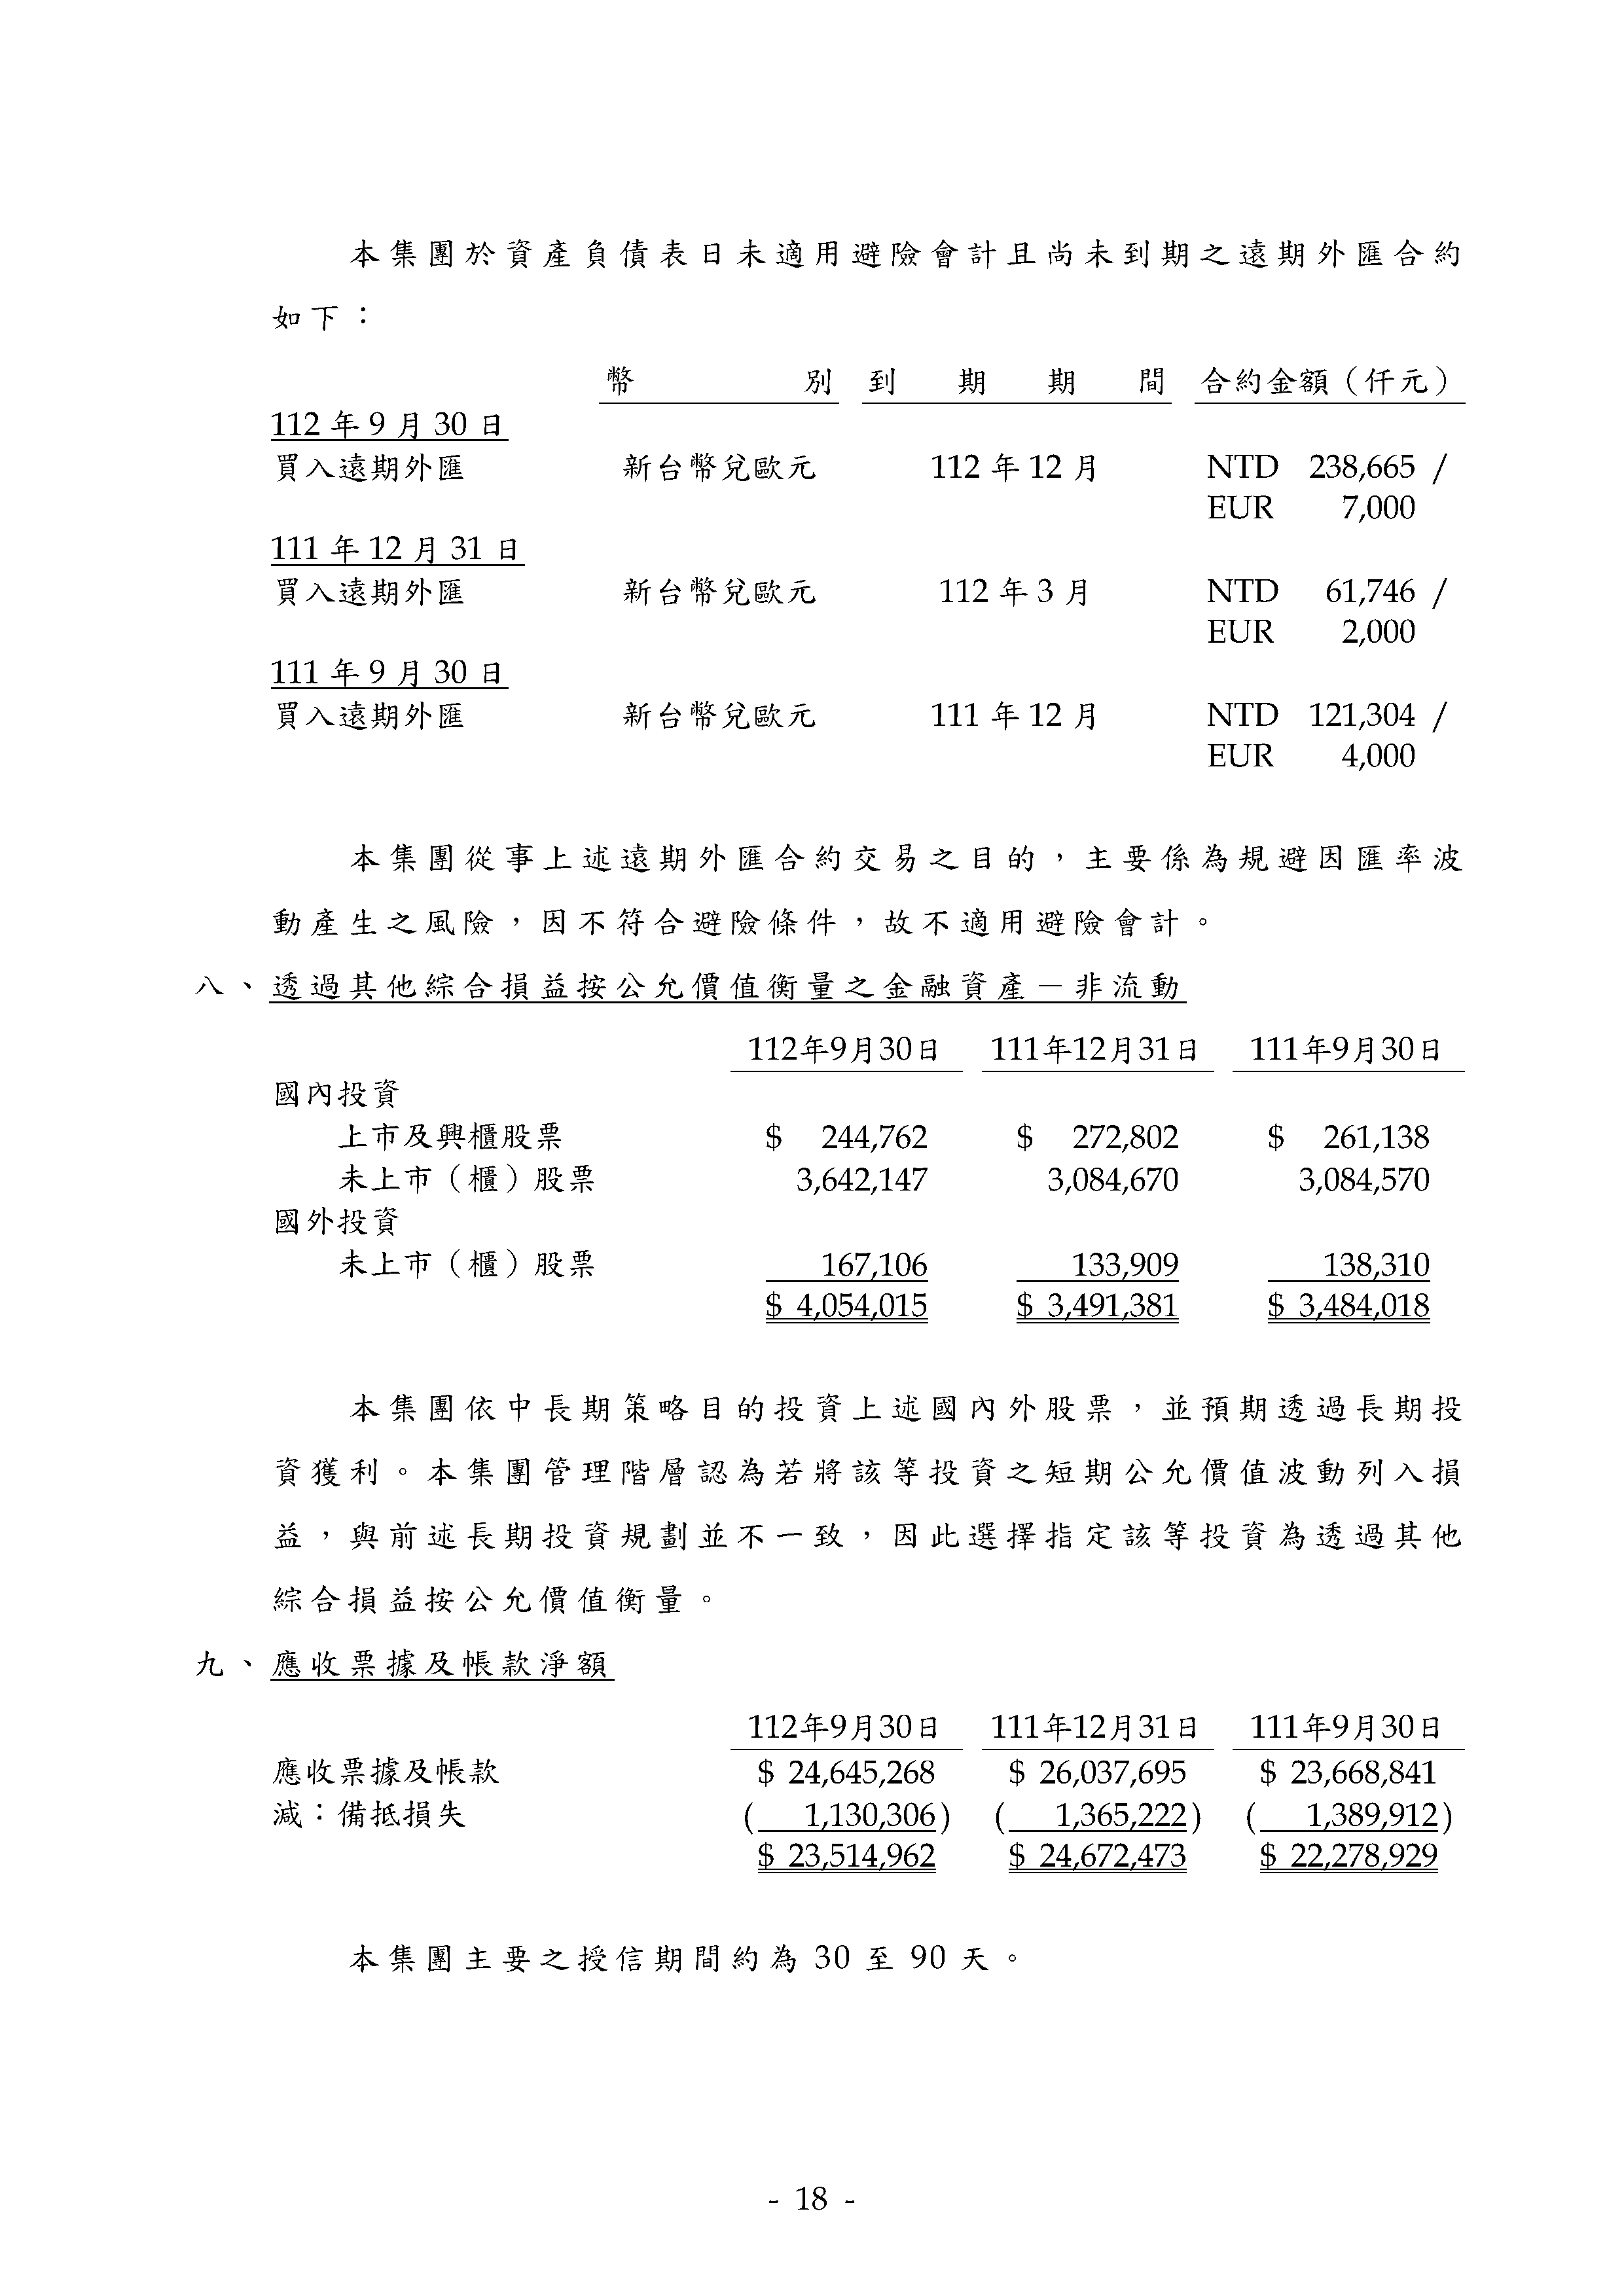 本集團於資產負債表日未適用避險會計且尚未到期之遠期外匯合約
如下：
幣別 到期期間 合約金額（仟元）
112 年 9 月 30 日
買入遠期外匯 新台幣兌歐元 112 年 12 月 NTD 238,665 /
EUR 7,000
111 年 12 月 31 日
買入遠期外匯 新台幣兌歐元 112 年 3 月 NTD 61,746 /
EUR 2,000
111 年 9 月 30 日
買入遠期外匯 新台幣兌歐元 111 年 12 月 NTD 121,304 /
EUR 4,000
本集團從事上述遠期外匯合約交易之目的，主要係為規避因匯率波
動產生之風險，因不符合避險條件，故不適用避險會計。
八、透過其他綜合損益按公允價值衡量之金融資產－非流動
112年9月30日 111年12月31日 111年9月30日
國內投資
上市及興櫃股票 $ 244,762 $ 272,802 $ 261,138
未上市（櫃）股票 3,642,147 3,084,670 3,084,570
國外投資
未上市（櫃）股票 167,106 133,909 138,310
$ 4,054,015 $ 3,491,381 $ 3,484,018
本集團依中長期策略目的投資上述國內外股票，並預期透過長期投
資獲利。本集團管理階層認為若將該等投資之短期公允價值波動列入損
益，與前述長期投資規劃並不一致，因此選擇指定該等投資為透過其他
綜合損益按公允價值衡量。
九、應收票據及帳款淨額
112年9月30日 111年12月31日 111年9月30日
應收票據及帳款 $ 24,645,268 $ 26,037,695 $ 23,668,841
減：備抵損失 ( 1,130,306) ( 1,365,222) ( 1,389,912)
$ 23,514,962 $ 24,672,473 $ 22,278,929
本集團主要之授信期間約為 30 至 90 天。
- 18 -